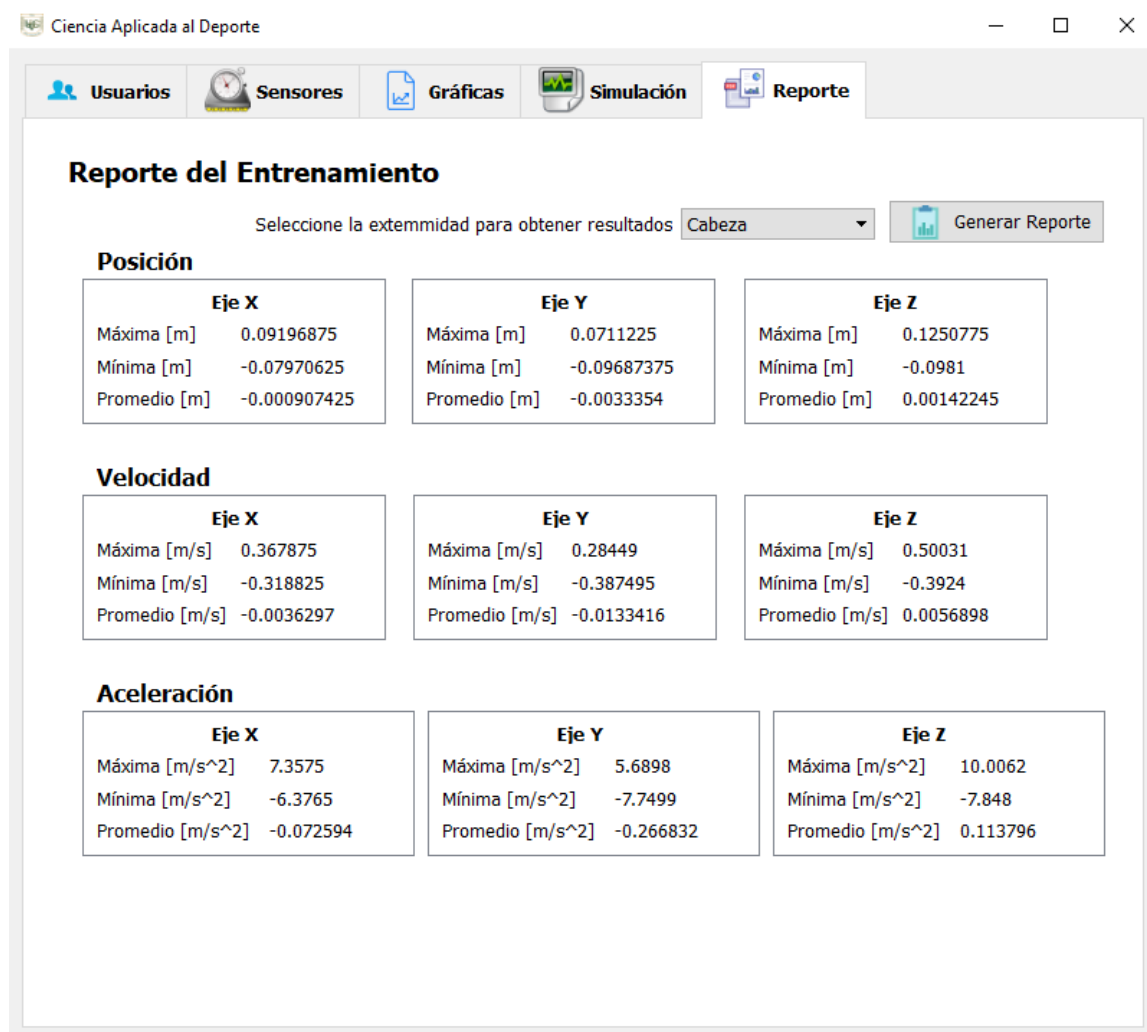 Ciencia Aplicada al Deporte
Usuarios Sensores Gráficas Simulación Reporte
Reporte del Entrenamiento
Seleccione la extemmidad para obtener resultados Cabeza Generar Reporte
Posición
Eje X Eje Y Eje Z
Máxima [m] 0.09196875 Máxima [m] 0.0711225 Máxima [m] 0.1250775
Mínima [m] -0.07970625 Mínima [m] -0.09687375 Mínima [m] -0.0981
Promedio [m] -0.000907425 Promedio [m] -0.0033354 Promedio [m] 0.00142245
Velocidad
Eje X Eje Y Eje Z
Máxima [m/s] 0.367875 Máxima [m/s] 0.28449 Máxima [m/s] 0.50031
Mínima [m/s] -0.318825 Mínima [m/s] -0.387495 Mínima [m/s] -0.3924
Promedio [m/s] -0.0036297 Promedio [m/s] -0.0133416 Promedio [m/s] 0.0056898
Aceleración
Eje X Eje Y Eje Z
Máxima [m/s^2] 7.3575 Máxima [m/s^2] 5.6898 Máxima [m/s^2] 10.0062
Mínima [m/s^2] -6.3765 Mínima [m/s^2] -7.7499 Mínima [m/s^2] -7.848
Promedio [m/s^2] -0.072594 Promedio [m/s^2] -0.266832 Promedio [m/s^2] 0.113796